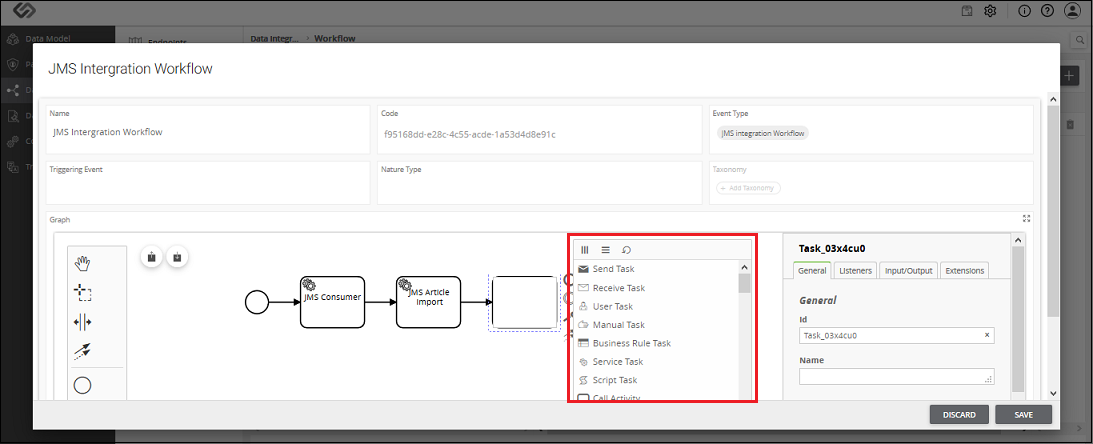 Data Model
Endpoints
Data Integr...
Workflow
JMS Intergration Workflow
Name
JMS Intergration Workflow
Code
f95168dd-e28c-4c55-acde-1a53d4d8e91c
Event Type
JMS integration Workflow
Triggering Event
Nature Type
Taxonomy
+ Add Taxonomy
Graph
JMS Consumer
JMS Article
Import
Send Task
Receive Task
User Task
Manual Task
Business Rule Task
Service Task
Script Task
Call Activity
Task_03x4cu0
General
Listeners
Input/Output
Extensions
General
Id
Task_03x4cu0
Name
DISCARD
SAVE